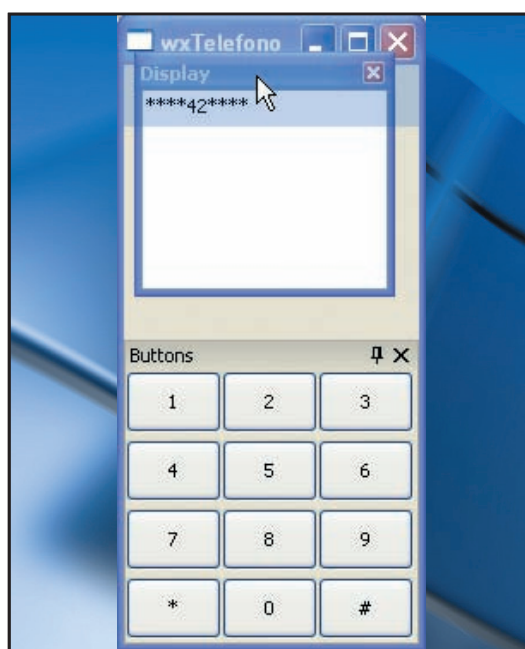 wxTelefono
Display
****42****
Buttons
1 2 3
4 5 6
7 8 9
* 0 #